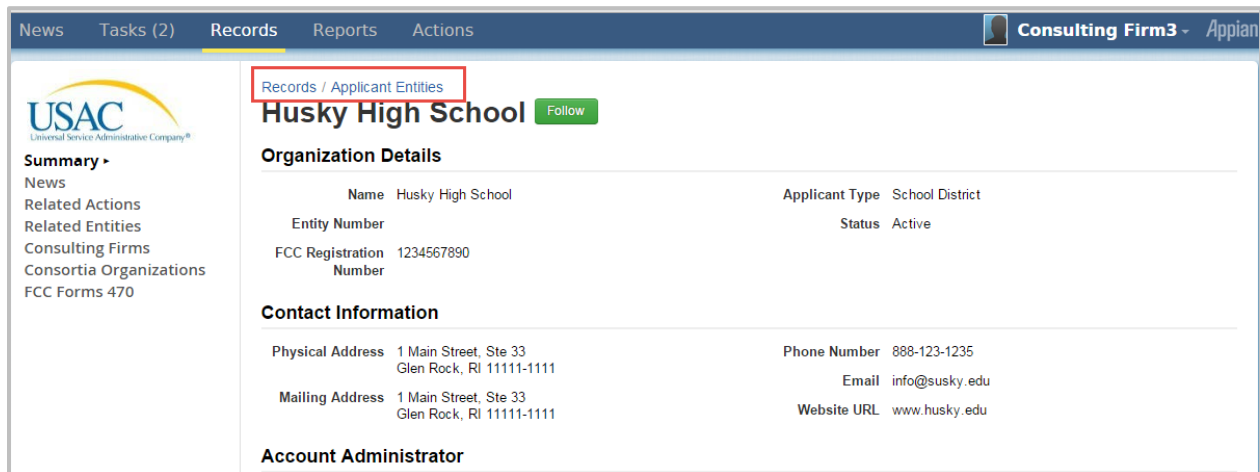 News Tasks (2) Records Reports Actions Consulting Firm3 Appian
USAC
Universal Service Administrative Company®
Summary
News
Related Actions
Related Entities
Consulting Firms
Consortia Organizations
FCC Forms 470
Records / Applicant Entities
Husky High School Follow
Organization Details
Name Husky High School Applicant Type School District
Entity Number Status Active
FCC Registration 1234567890
Number
Contact Information
Physical Address 1 Main Street, Ste 33 Phone Number 888-123-1235
Glen Rock, RI 11111-1111
Email info@susky.edu
Mailing Address 1 Main Street, Ste 33
Glen Rock, RI 11111-1111
Website URL www.husky.edu
Account Administrator